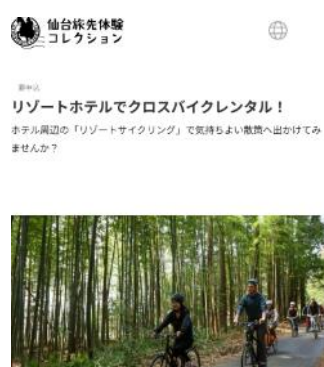 仙台旅先体験
コレクション
要申込
リゾートホテルでクロスバイクレンタル！
ホテル周辺の「リゾートサイクリング」で気持ちよい散策へ出かけてみ
ませんか？